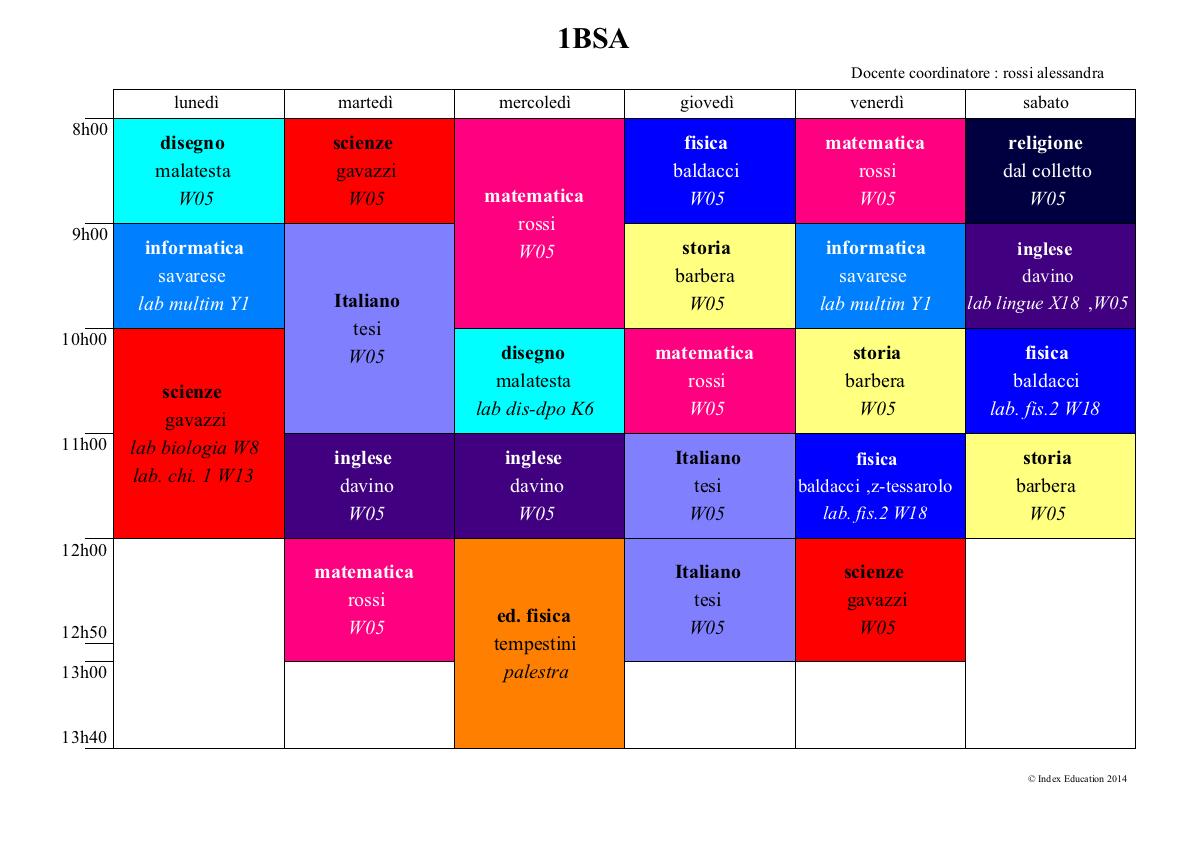 1BSA
Docente coordinatore : rossi alessandra
lunedì martedì mercoledì giovedì venerdì sabato
8h00
disegno
malatesta
W05
scienze
gavazzi
W05
matematica
rossi
W05
fisica
baldacci
W05
matematica
rossi
W05
religione
dal colletto
W05
9h00
informatica
savarese
lab multim Y1
Italiano
tesi
W05
storia
barbera
W05
informatica
savarese
lab multim Y1
inglese
davino
lab lingue X18 ,W05
10h00
scienze
gavazzi
lab biologia W8
lab. chi. 1 W13
disegno
malatesta
lab dis-dpo K6
matematica
rossi
W05
storia
barbera
W05
fisica
baldacci
lab. fis.2 W18
11h00
inglese
davino
W05
inglese
davino
W05
Italiano
tesi
W05
fisica
baldacci ,z-tessarolo
lab. fis.2 W18
storia
barbera
W05
12h00
matematica
rossi
W05
ed. fisica
tempestini
palestra
Italiano
tesi
W05
scienze
gavazzi
W05
12h50
13h00
13h40
© Index Education 2014